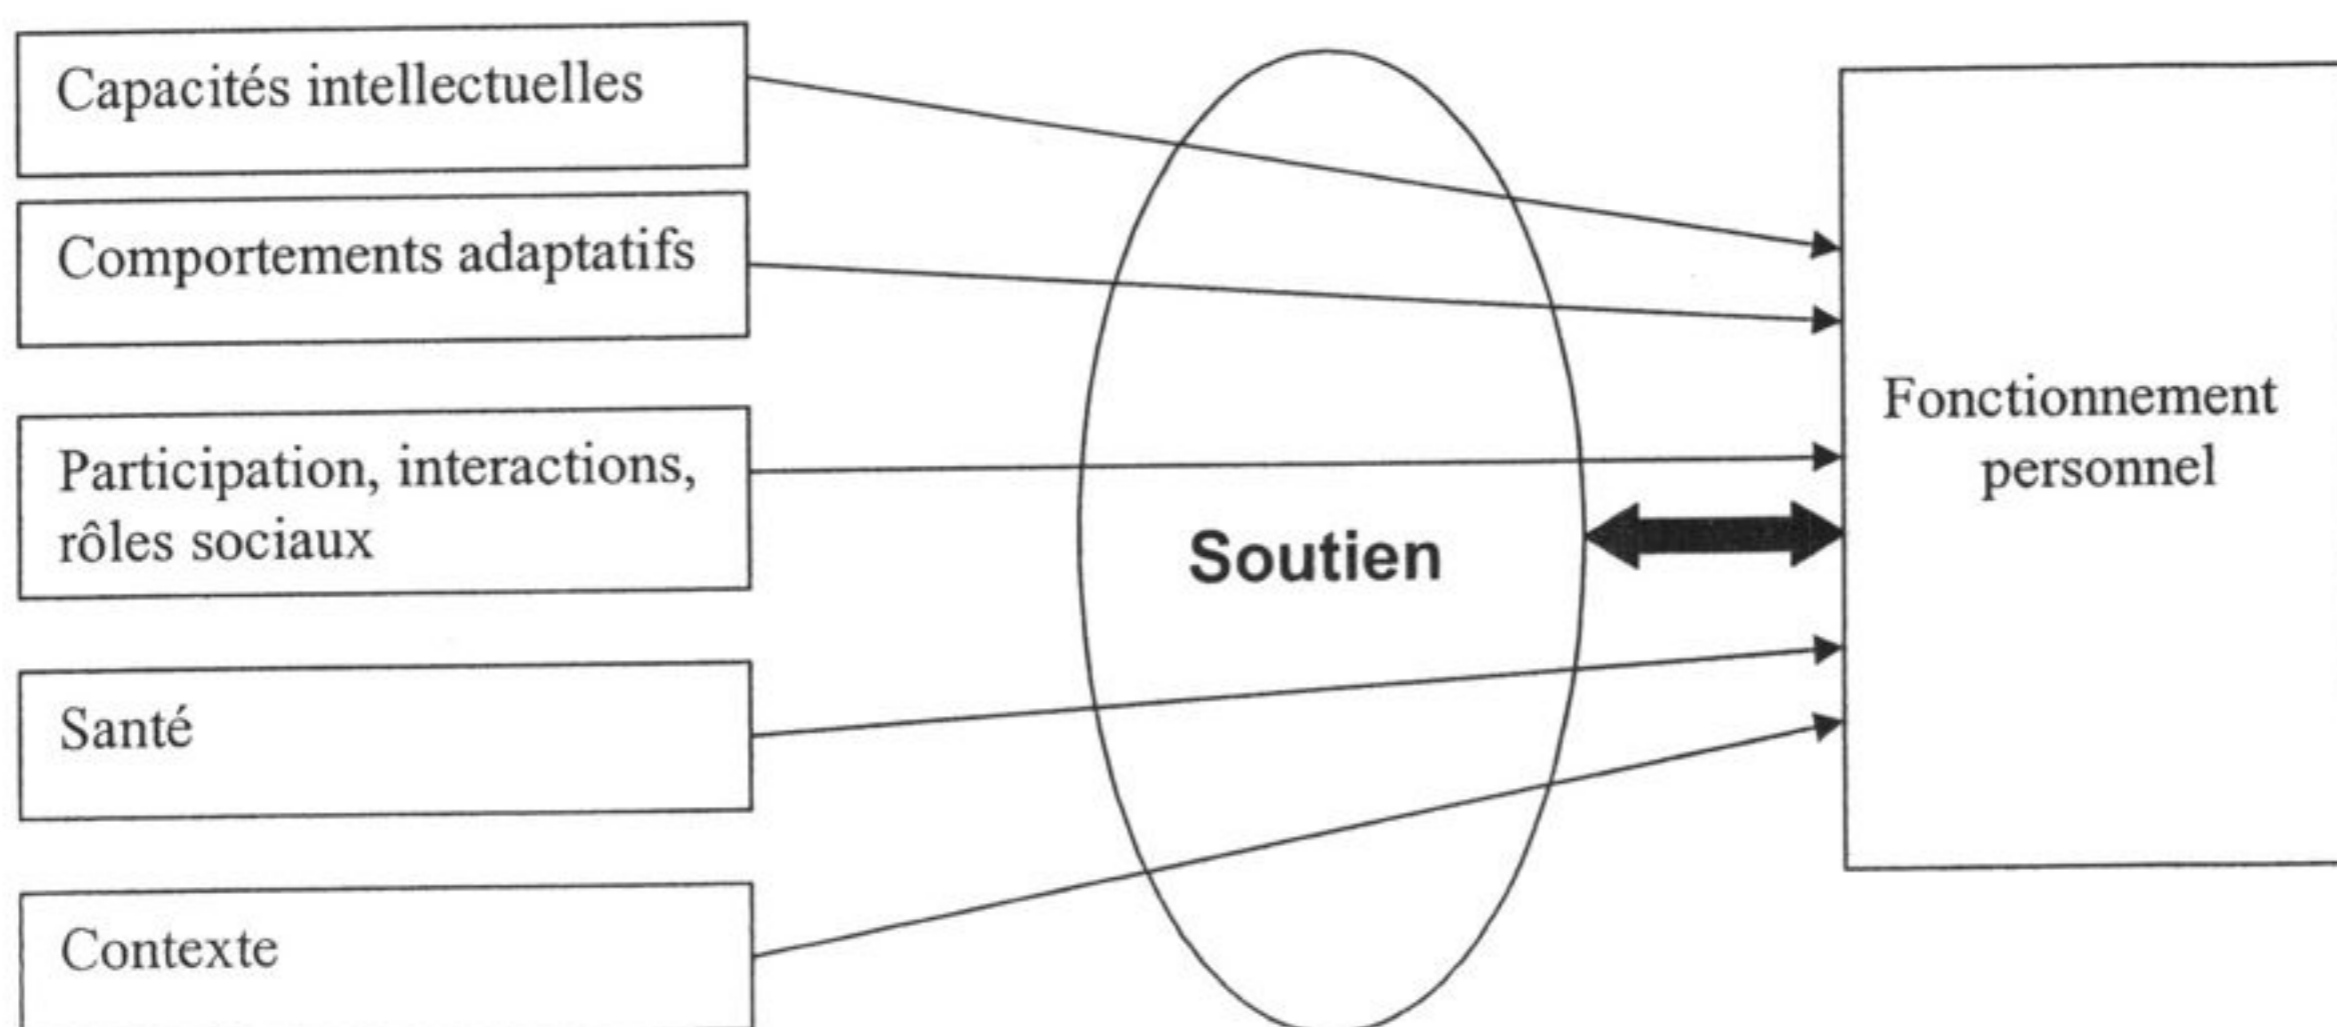 Capacités intellectuelles
Comportements adaptatifs
Participation, interactions,
rôles sociaux
Santé
Contexte
Soutien
Fonctionnement
personnel